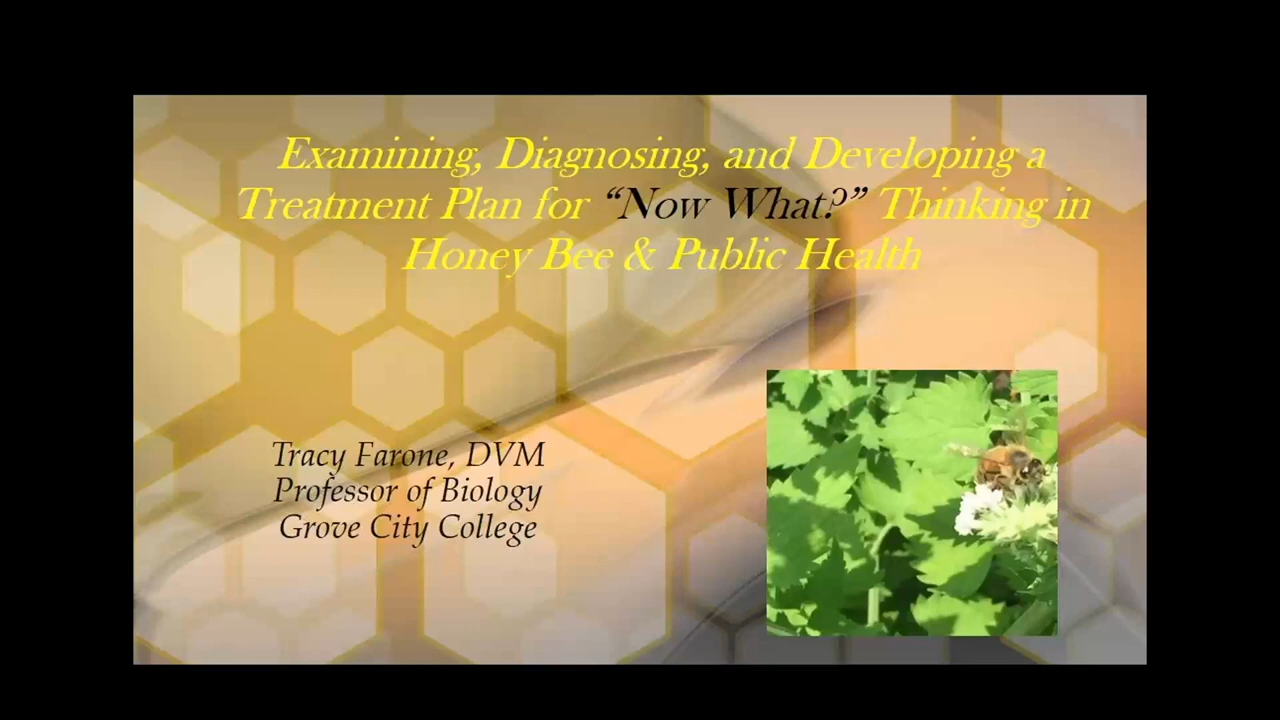 Examining, Diagnosing, and Developing a
Treatment Plan for “Now What?” Thinking in
Honey Bee & Public Health
Tracy Farone, DVM
Professor of Biology
Grove City College